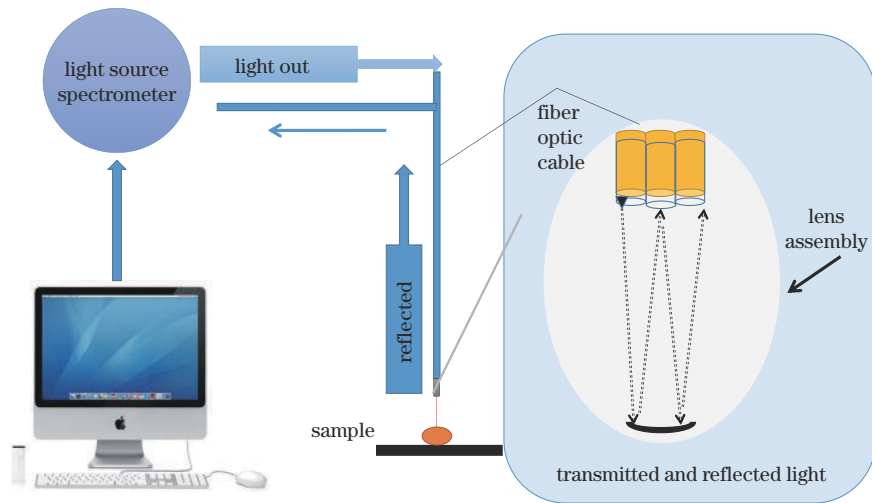 light source
spectrometer
light out
fiber
optic
cable
lens
assembly
reflected
sample
transmitted and reflected light